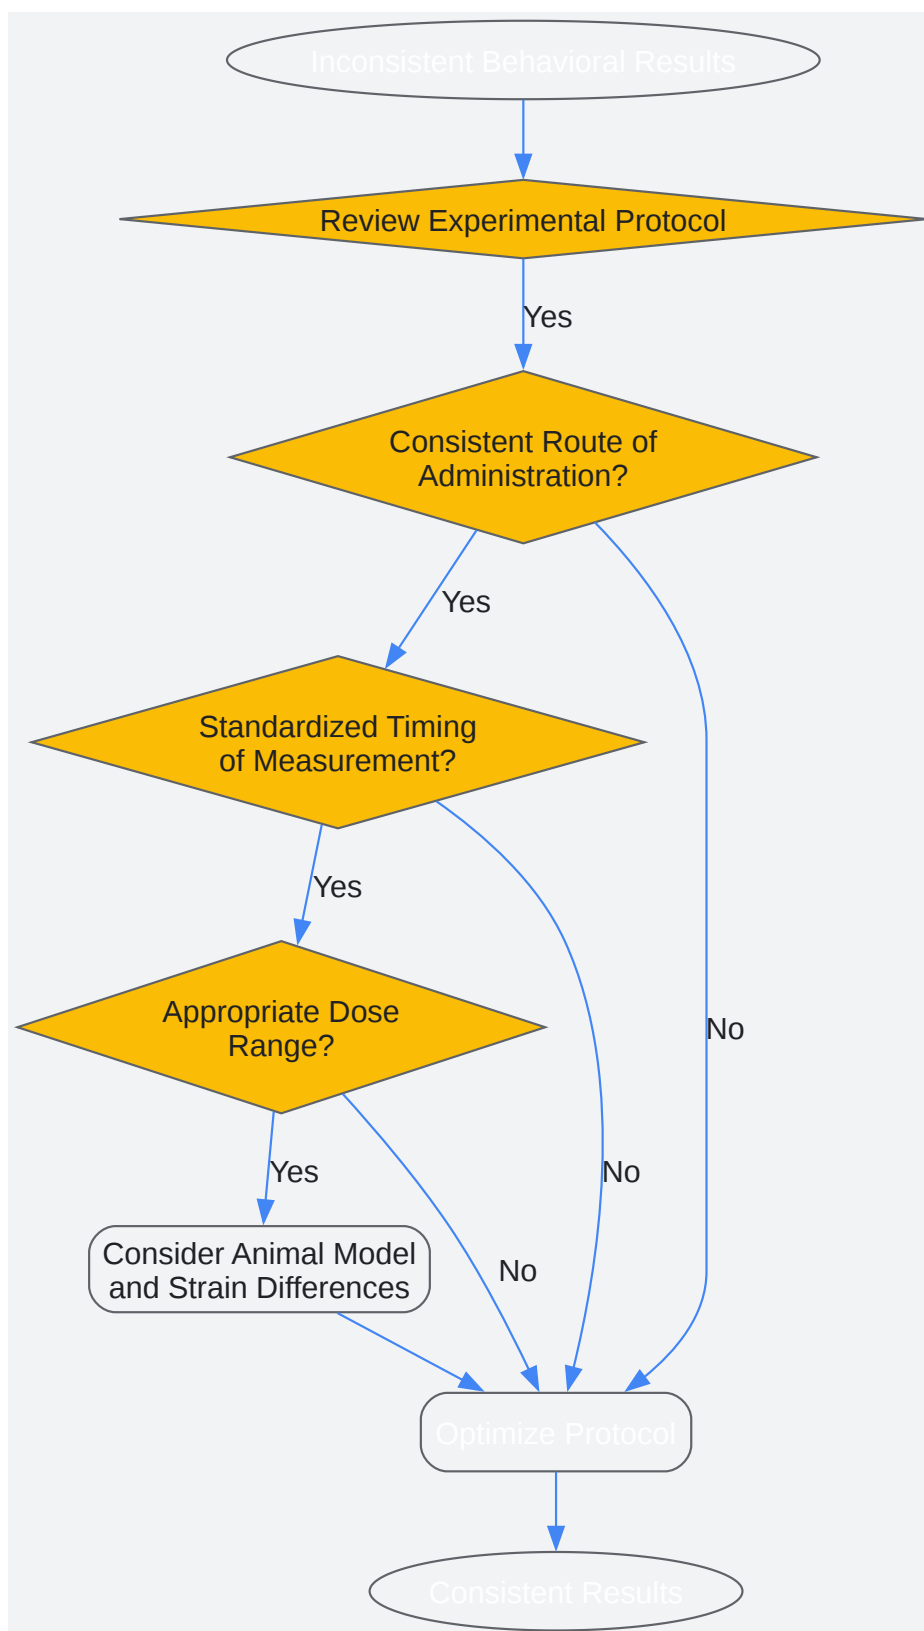 Inconsistent Behavioral Results
Review Experimental Protocol
Yes
Consistent Route of
Administration?
Yes
Standardized Timing
of Measurement?
Yes
Appropriate Dose
Range?
No
Yes
No
Consider Animal Model
and Strain Differences
No
Optimize Protocol
Consistent Results